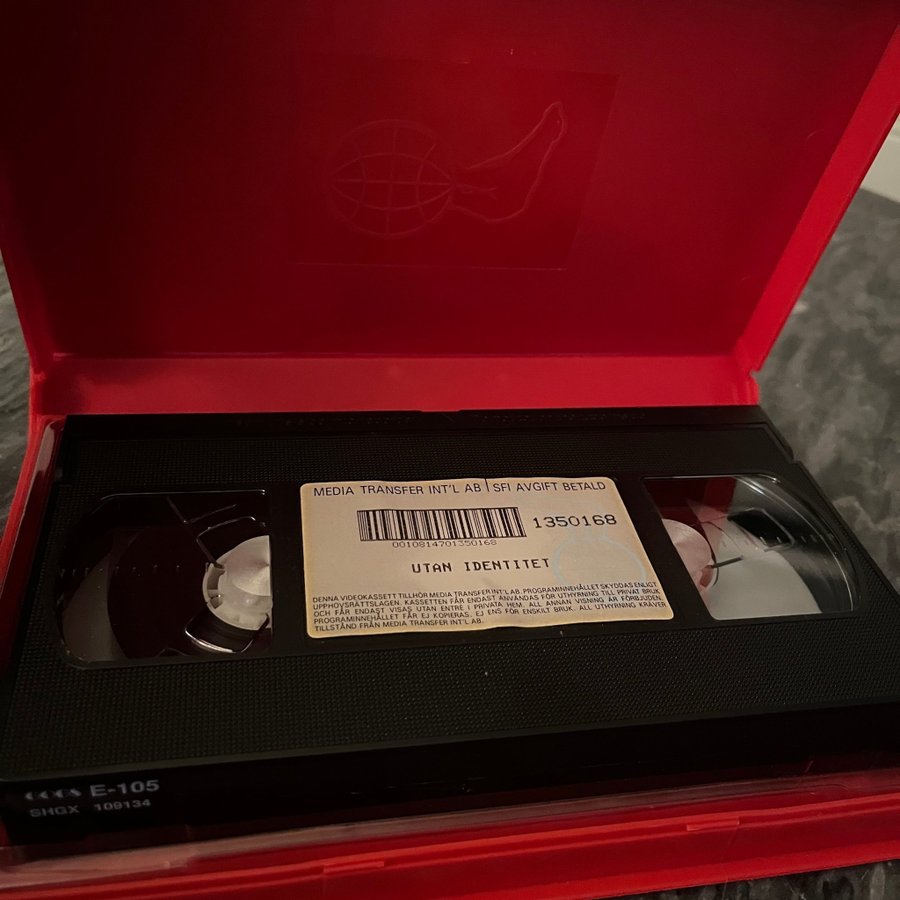 MEDIA TRANSFER INT'L AB | SFI AVGIFT BETALD
1350168
0010814701350168
UTAN IDENTITET
DENNA VIDEOKASSETT TILLHÖR MEDIA TRANSFER INT'L AB. PROGRAMINNEHÅLLET SKYDDAS ENLIGT
UPPHOVSRÄTTSLAGEN. KASSETTEN FÅR ENDAST ANVÄNDAS FÖR UTHYRNING TILL PRIVAT BRUK
OCH FÅR ENDAST VISAS UTAN ENTRE I PRIVATA HEM. ALL ANNAN VISNING ÄR FÖRBJUDEN.
PROGRAMINNEHÅLLET FÅR EJ KOPIERAS. EJ ENS FÖR ENSKILT BRUK. ALL UTHYRNING KRÄVER
TILLSTÅND FRÅN MEDIA TRANSFER INT'L AB.
E-105
SHGX 109134